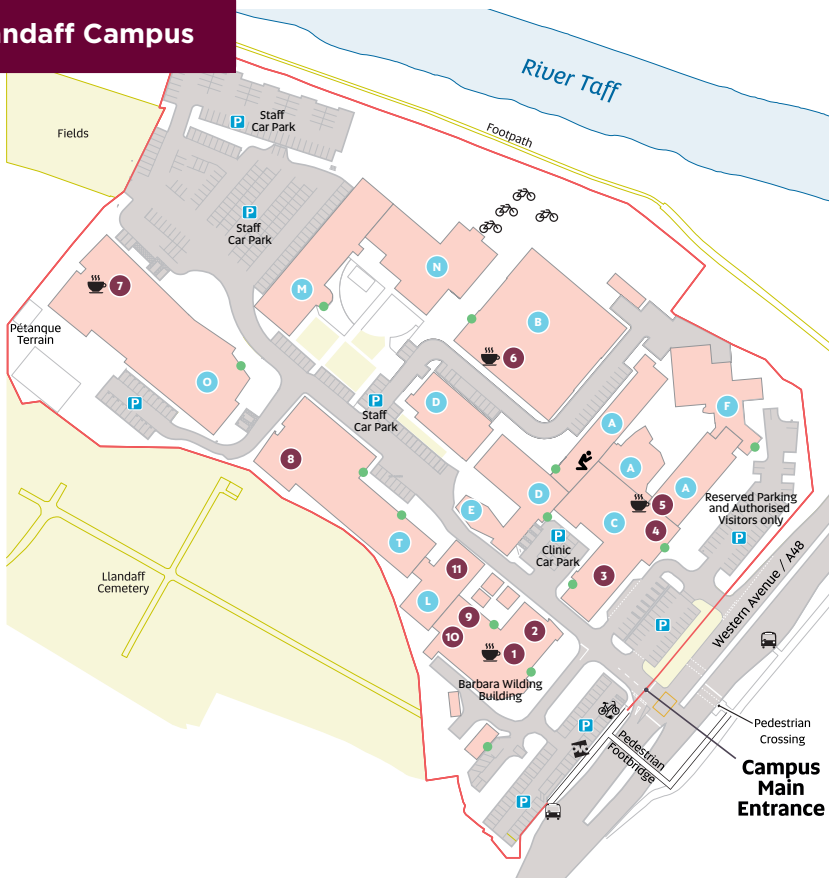 ndaff Campus
River Taff
Footpath
Fields
P
Staff
Car Park
P
Staff
Car Park
N
M
B
7
6
Pétanque
Terrain
O
P
P
Staff
Car Park
D
F
A
8
A
A
5
D
E
C
4
Reserved Parking
and Authorised
Visitors only
P
P
Clinic
Car Park
T
3
11
Llandaff
Cemetery
L
9
10
2
1
P
Western Avenue / A48
Barbara Wilding
Building
P
P
Pedestrian
Footbridge
Pedestrian
Crossing
Campus
Main
Entrance